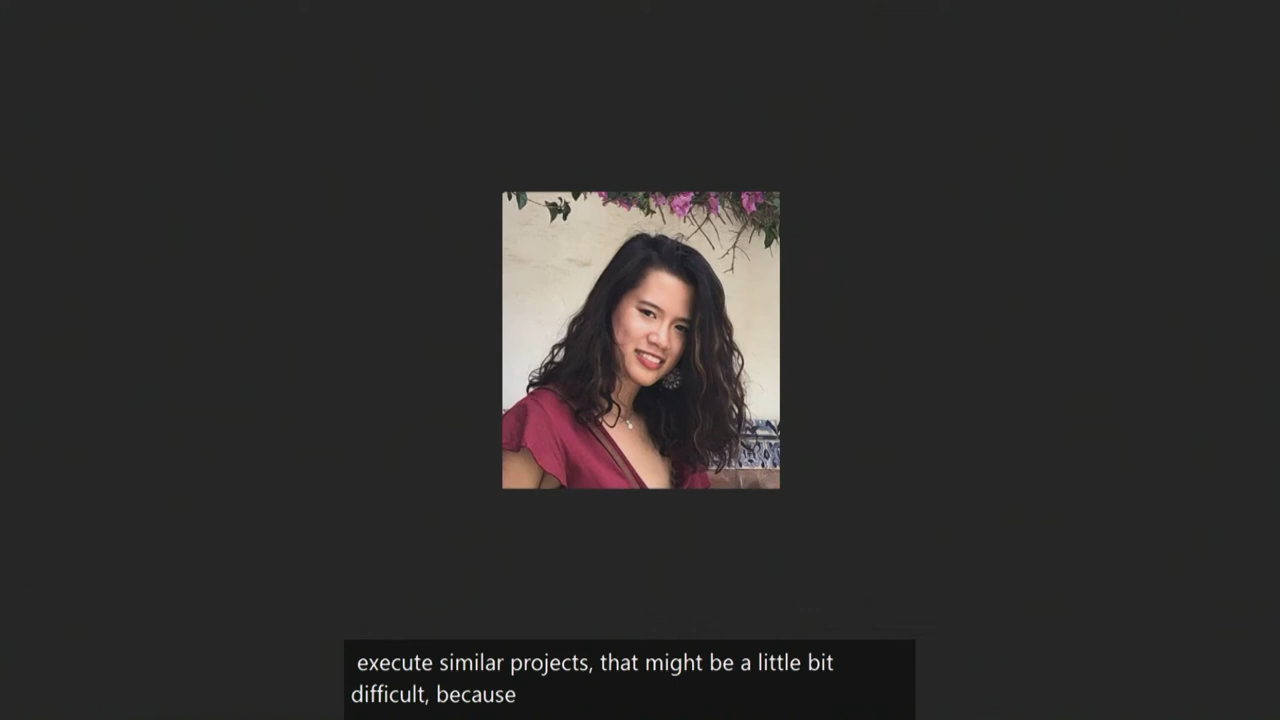 execute similar projects, that might be a little bit
difficult, because